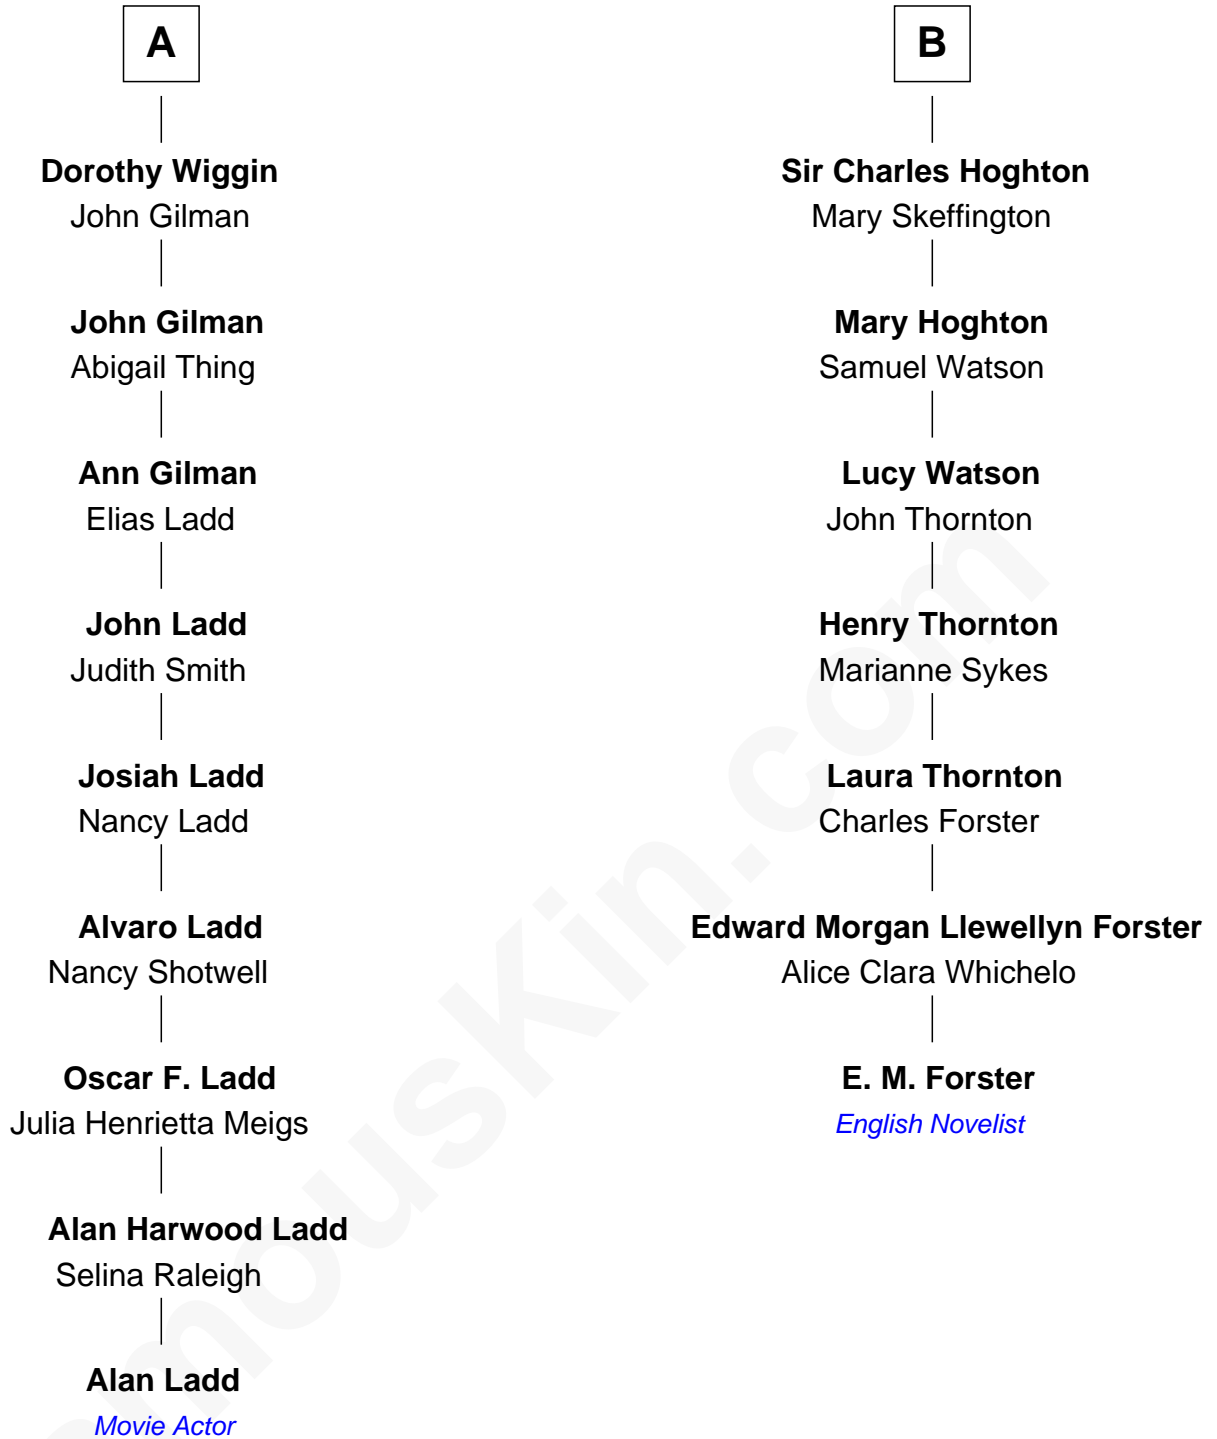 A
Dorothy Wiggin
John Gilman
John Gilman
Abigail Thing
Ann Gilman
Elias Ladd
John Ladd
Judith Smith
Josiah Ladd
Nancy Ladd
Alvaro Ladd
Nancy Shotwell
Oscar F. Ladd
Julia Henrietta Meigs
Alan Harwood Ladd
Selina Raleigh
Alan Ladd
Movie Actor
B
Sir Charles Hoghton
Mary Skeffington
Mary Hoghton
Samuel Watson
Lucy Watson
John Thornton
Henry Thornton
Marianne Sykes
Laura Thornton
Charles Forster
Edward Morgan Llewellyn Forster
Alice Clara Whichelo
E. M. Forster
English Novelist
mousKin.com